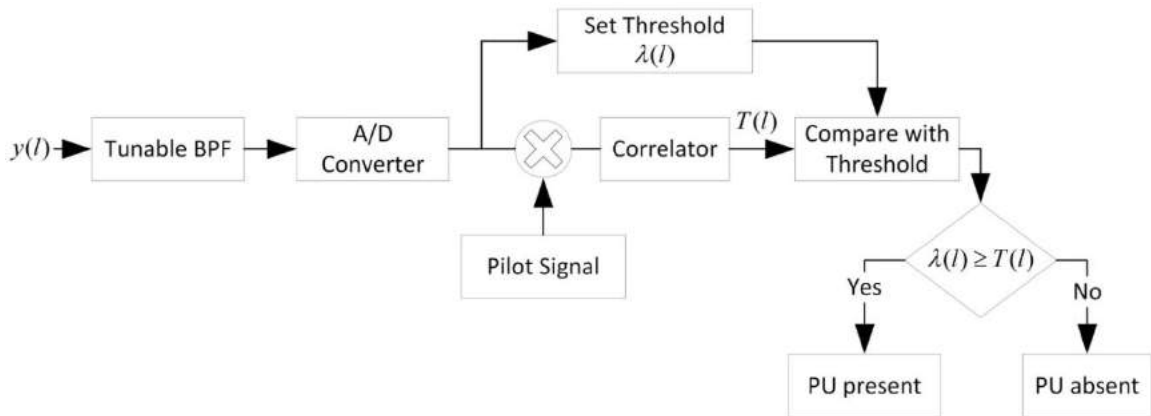 Set Threshold
λ(l)
y(l)
Tunable BPF
A/D
Converter
Correlator
T(l)
Compare with
Threshold
Pilot Signal
λ(l) ≥ T(l)
Yes
No
PU present
PU absent